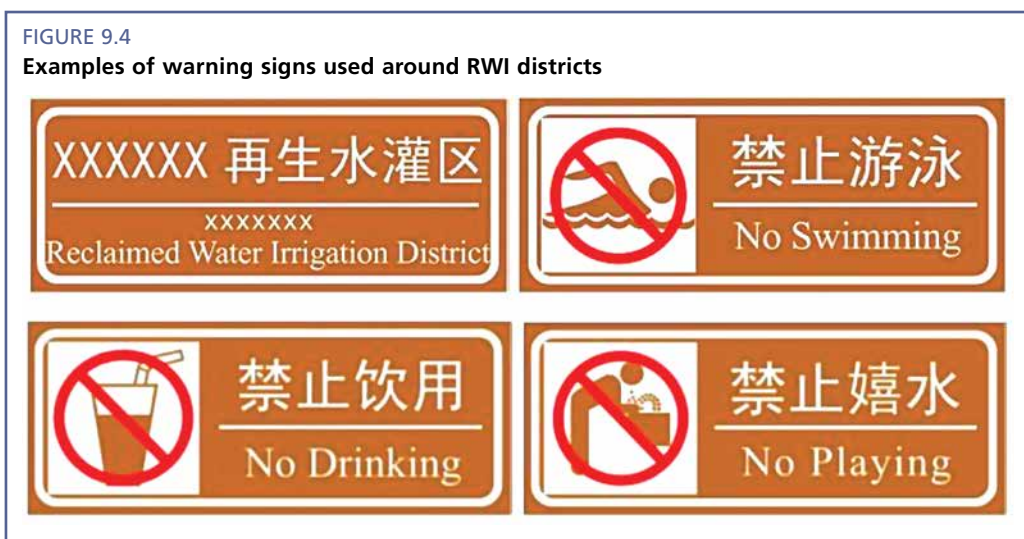 FIGURE 9.4
Examples of warning signs used around RWI districts
XXXXXX 再生水灌区
XXXXXXX
Reclaimed Water Irrigation District
禁止游泳
No Swimming
禁止饮用
No Drinking
禁止嬉水
No Playing